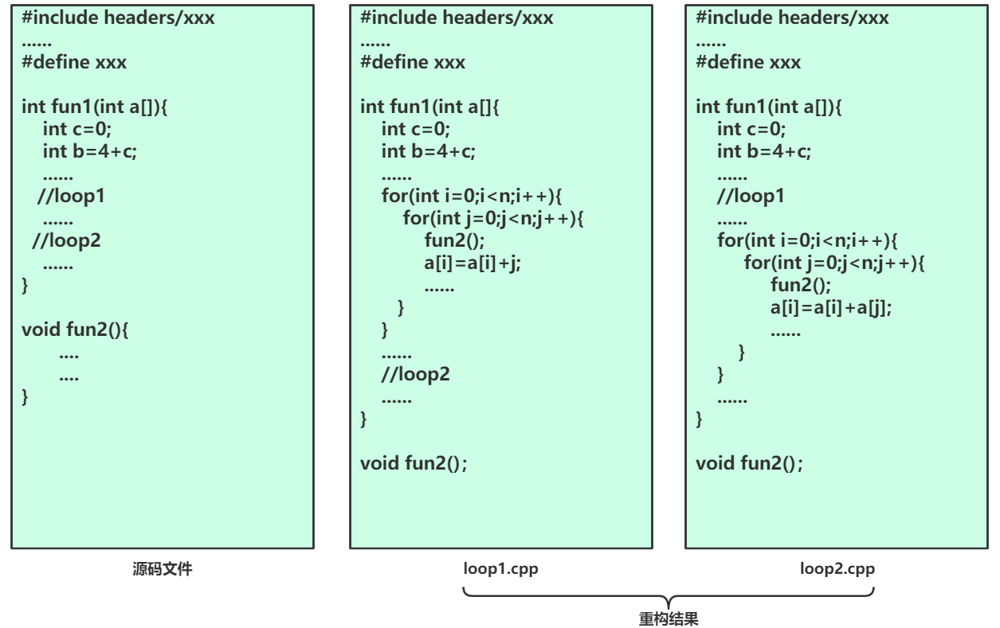 #include headers/xxx
......
#define xxx
int fun1(int a[]){
int c=0;
int b=4+c;
......
//loop1
......
//loop2
......
}
void fun2(){
....
....
}
源码文件
#include headers/xxx
......
#define xxx
int fun1(int a[]{
int c=0;
int b=4+c;
......
for(int i=0;i<n;i++){
for(int j=0;j<n;j++){
fun2();
a[i]=a[i]+j;
......
}
}
......
//loop2
......
}
void fun2();
loop1.cpp
#include headers/xxx
......
#define xxx
int fun1(int a[]){
int c=0;
int b=4+c;
......
//loop1
......
for(int i=0;i<n;i++){
for(int j=0;j<n;j++){
fun2();
a[i]=a[i]+a[j];
......
}
}
......
}
void fun2();
loop2.cpp
重构结果